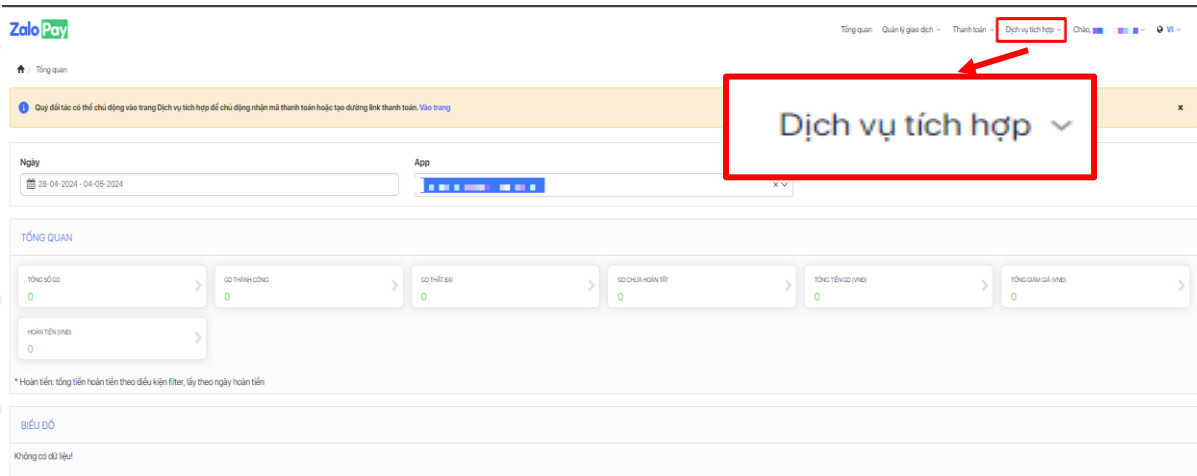 Zalo Pay
Tổng quan Quản lý giao dịch Thanh toán Dịch vụ tích hợp Chào, VI
/ Tổng quan
Quý đối tác có thể chủ động vào trang Dịch vụ tích hợp để chủ động nhận mã thanh toán hoặc tạo đường link thanh toán. Vào trang x
Dịch vụ tích hợp
Ngày App
28-04-2024 - 04-05-2024 x
TỔNG QUAN
TỔNG SỐ GD GD THÀNH CÔNG GD THẤT BẠI GD CHƯA HOÀN TẤT TỔNG TIỀN GD (VNĐ) TỔNG GIẢM GIÁ (VNĐ)
0 0 0 0 0 0
HOÀN TIỀN (VNĐ)
0
* Hoàn tiền: tổng tiền hoàn tiền theo điều kiện filter, lấy theo ngày hoàn tiền
BIỂU ĐỒ
Không có dữ liệu!